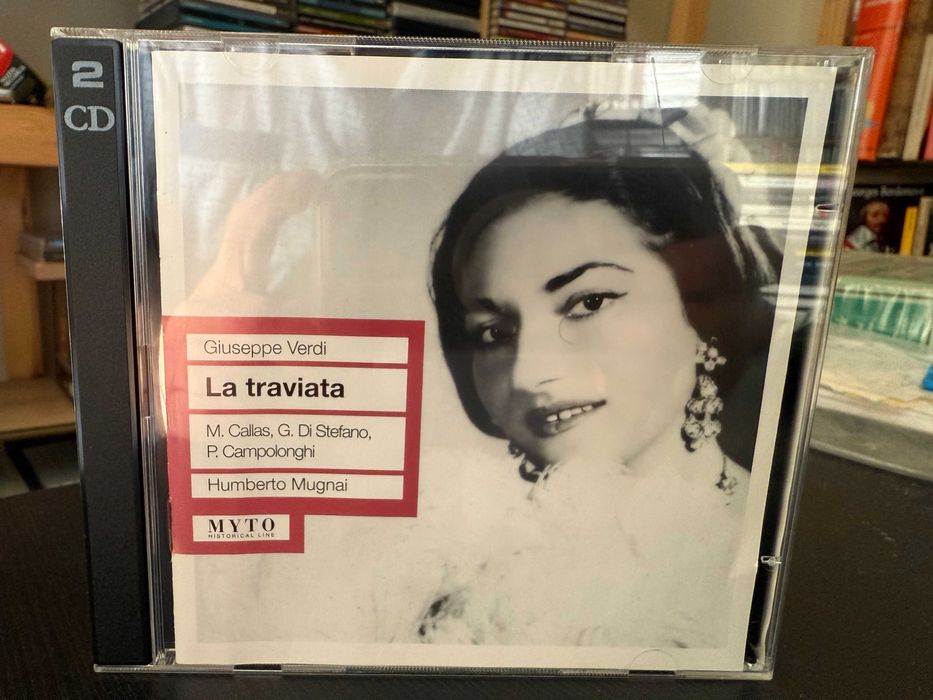 2
CD
Giuseppe Verdi
La traviata
M. Callas, G. Di Stefano,
P. Campolonghi
Humberto Mugnai
MYTO
HISTORICAL LINE